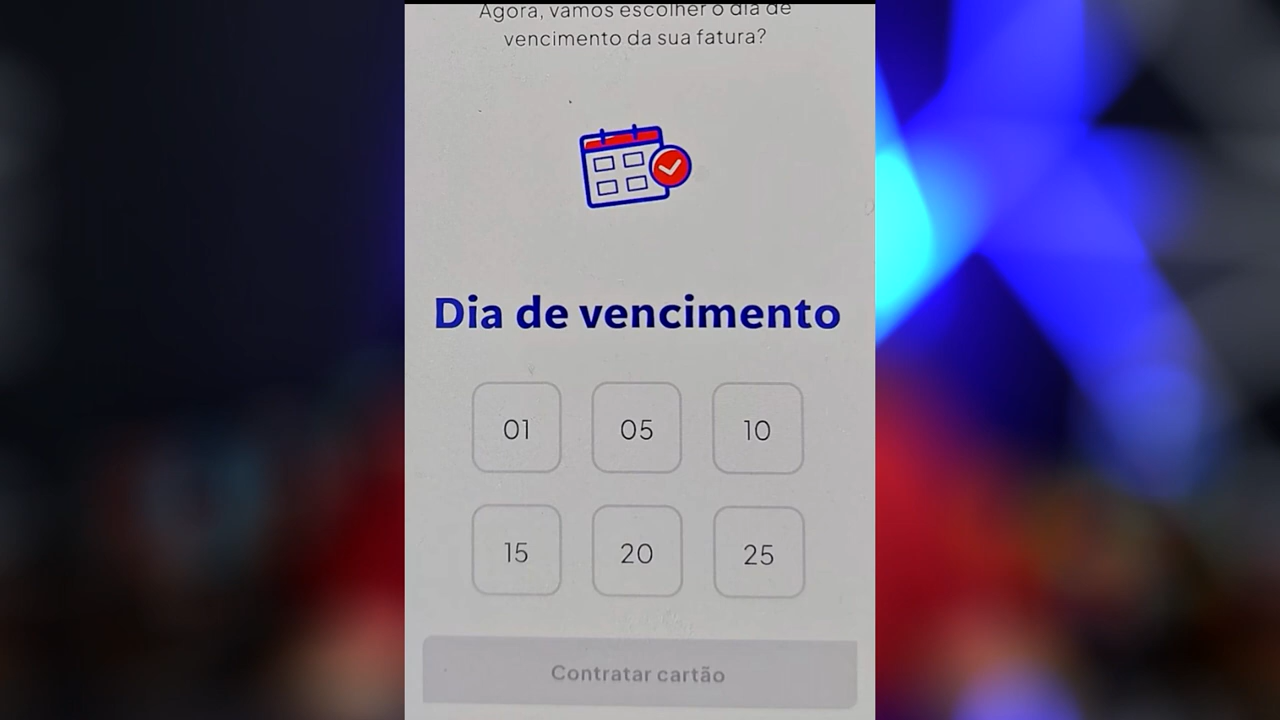 Agora, vamos escolher o dia de
vencimento da sua fatura?
Dia de vencimento
01 05 10
15 20 25
Contratar cartão